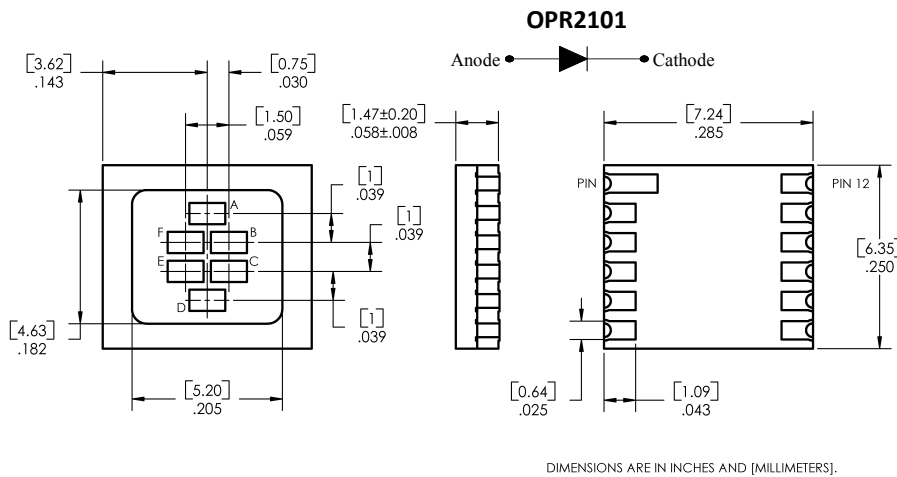 OPR2101
Anode
Cathode
[3.62]
.143
[0.75]
.030
[1.50]
.059
[1.47±0.20]
.058±.008
[7.24]
.285
[1]
.039
[1]
.039
[1]
.039
A
F
B
E
C
D
[4.63]
.182
[5.20]
.205
PIN
PIN 12
[6.35]
.250
[0.64]
.025
[1.09]
.043
DIMENSIONS ARE IN INCHES AND [MILLIMETERS].